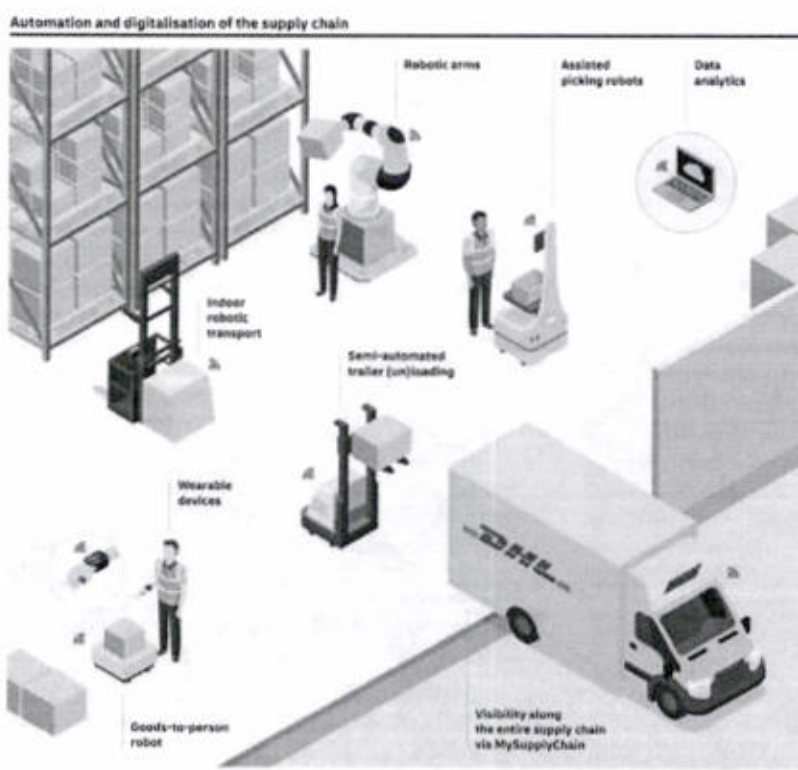 Automation and digitalisation of the supply chain
Robotic arms
Assisted
picking robots
Data
analytics
Indoor
robotic
transport
Semi-automated
trailer (un)loading
Wearable
devices
DHL
Goods-to-person
robot
Visibility along
the entire supply chain
via MySupplyChain